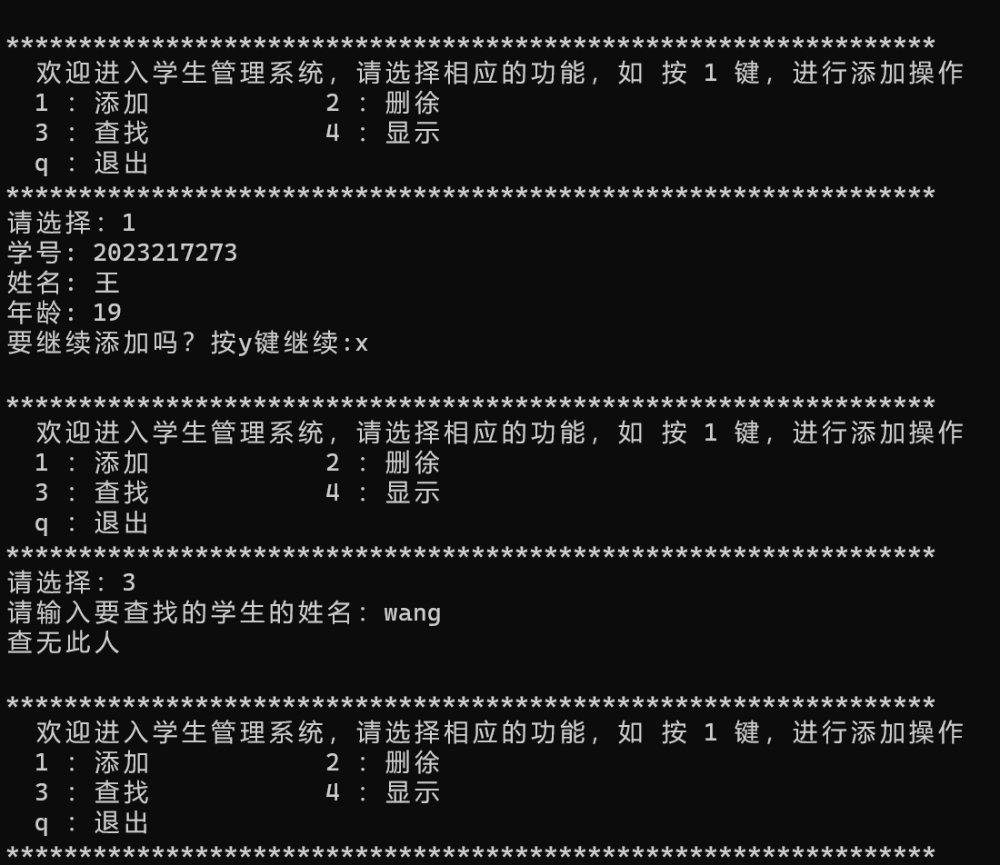 ****************************************************************
欢迎进入学生管理系统，请选择相应的功能，如 按 1 键，进行添加操作
1 ：添加 2 ：删徐
3 ：查找 4 ：显示
q ：退出
****************************************************************
请选择：1
学号：2023217273
姓名：王
年龄：19
要继续添加吗？按y键继续:x
****************************************************************
欢迎进入学生管理系统，请选择相应的功能，如 按 1 键，进行添加操作
1 ：添加 2 ：删徐
3 ：查找 4 ：显示
q ：退出
****************************************************************
请选择：3
请输入要查找的学生的姓名：wang
查无此人
****************************************************************
欢迎进入学生管理系统，请选择相应的功能，如 按 1 键，进行添加操作
1 ：添加 2 ：删徐
3 ：查找 4 ：显示
q ：退出
****************************************************************